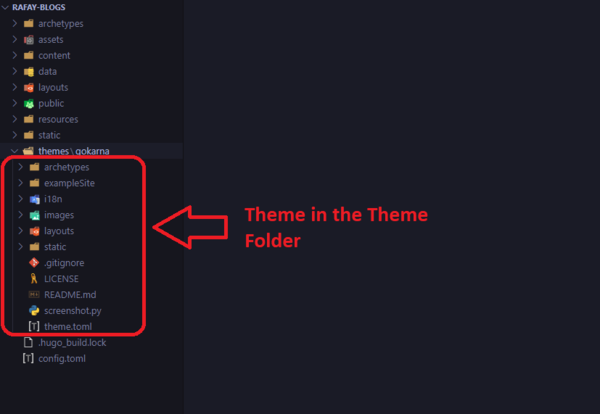 RAFAY-BLOGS
archetypes
assets
content
data
layouts
public
resources
static
themes \ gokarna
archetypes
exampleSite
i18n
images
layouts
static
.gitignore
LICENSE
README.md
screenshot.py
theme.toml
.hugo_build.lock
config.toml
Theme in the Theme
Folder